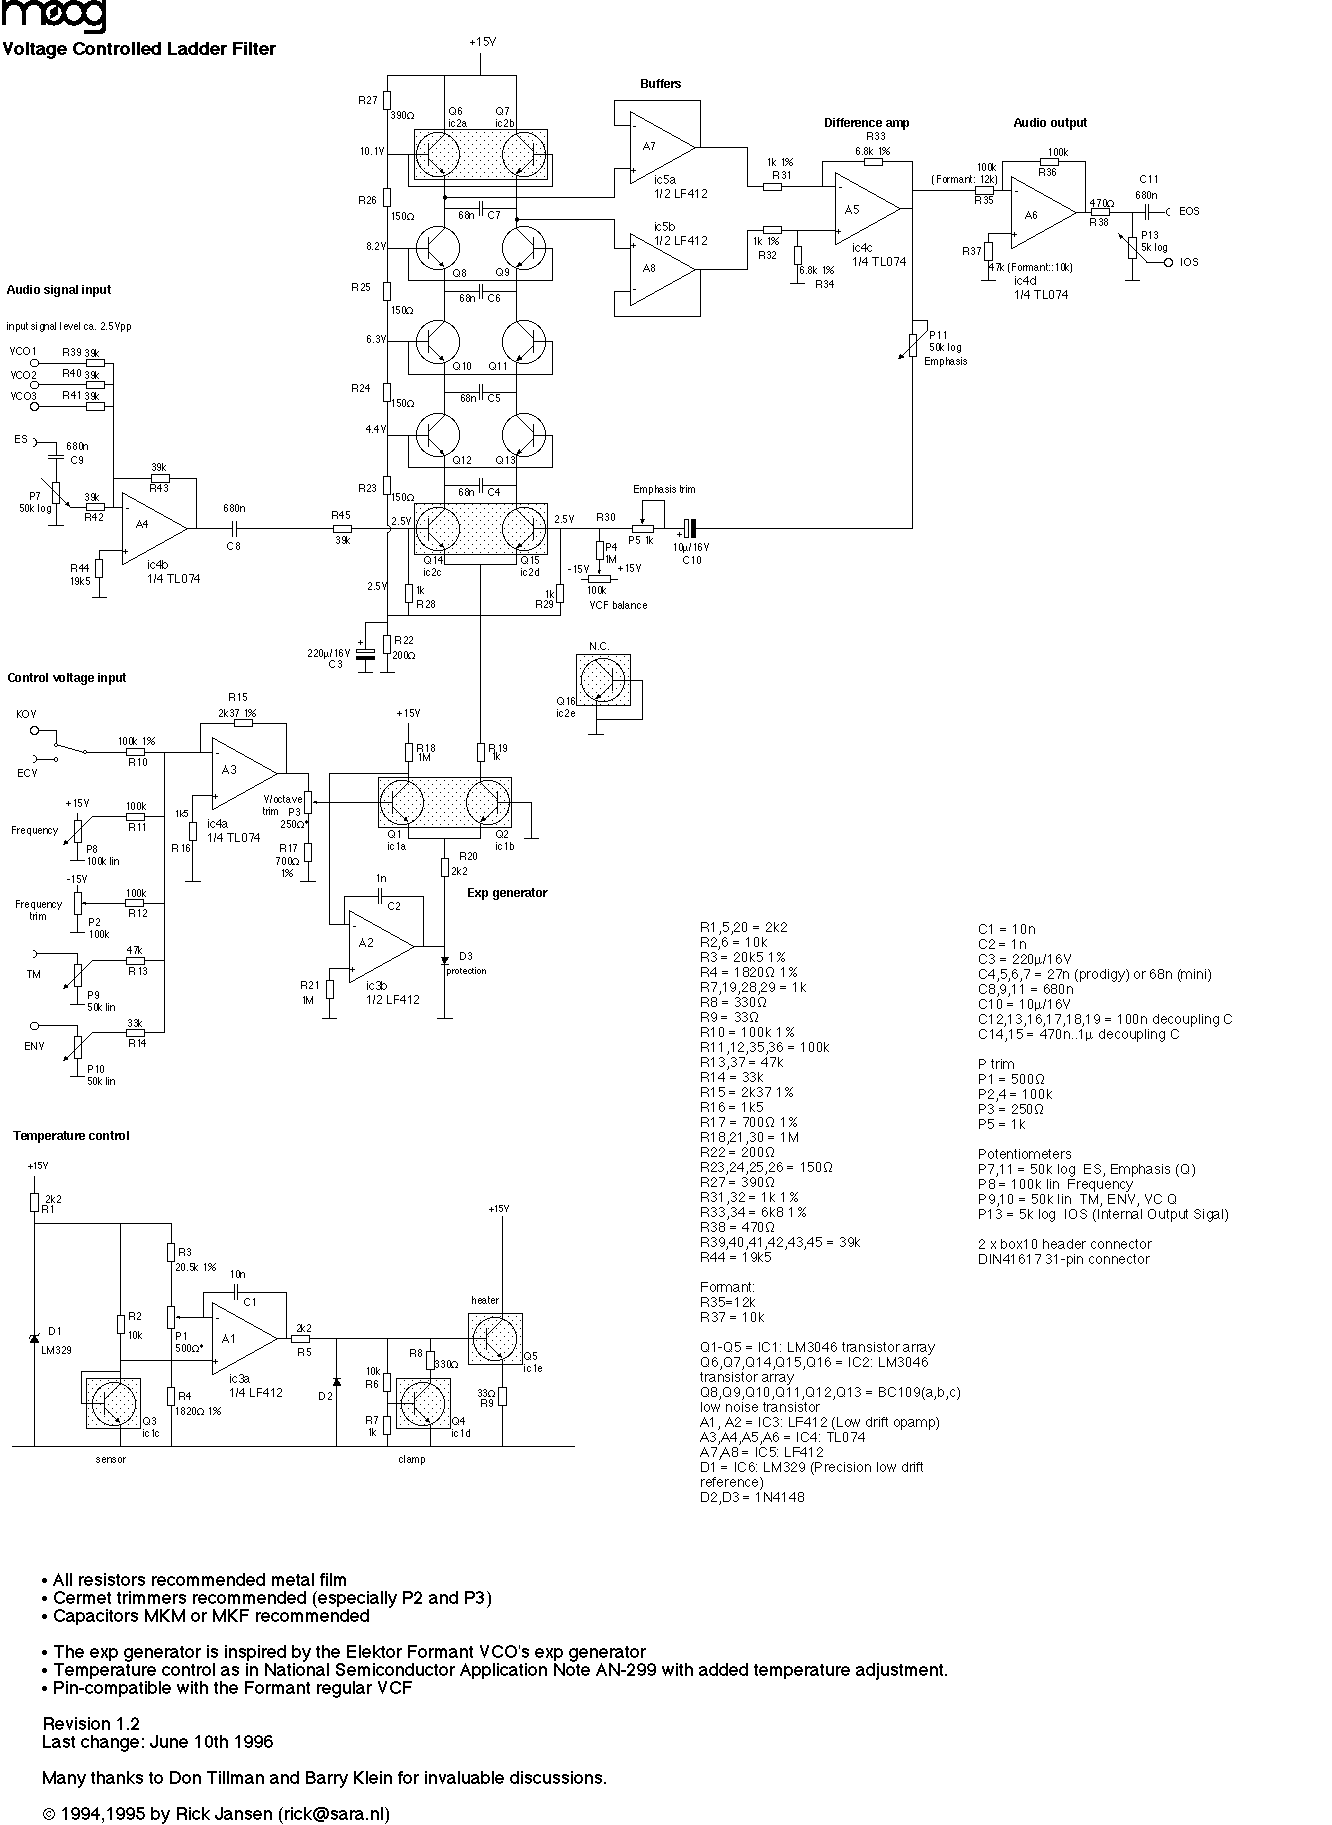 moog
Voltage Controlled Ladder Filter
+15V
R27
390Ω
Q6
ic2a
Q7
ic2b
10.1V
R26
150Ω
68n
C7
8.2V
Q8
Q9
R25
150Ω
68n
C6
6.3V
Q10
Q11
R24
150Ω
68n
C5
4.4V
Q12
Q13
R23
150Ω
68n
C4
2.5V
2.5V
Q14
ic2c
Q15
ic2d
2.5V
1k
R28
1k
R29
R22
200Ω
+
220µ/16V
C3
Buffers
-
A7
+
ic5a
1/2 LF412
ic5b
1/2 LF412
+
A8
-
Difference amp
R33
6.8k 1%
1k 1%
R31
-
A5
+
1k 1%
R32
6.8k 1%
R34
ic4c
1/4 TL074
Audio output
100k
R36
100k
(Formant: 12k)
R35
-
A6
+
R37
47k (Formant::10k)
ic4d
1/4 TL074
470Ω
R38
C11
680n
EOS
P13
5k log
IOS
P11
50k log
Emphasis
R30
P4
1M
-15V
+15V
100k
VCF balance
Emphasis trim
P5 1k
+
10µ/16V
C10
N.C.
Q16
ic2e
Audio signal input
input signal level ca. 2.5Vpp
VCO1
R39 39k
VCO2
R40 39k
VCO3
R41 39k
ES
680n
C9
P7
50k log
39k
R42
39k
R43
-
A4
+
R44
19k5
ic4b
1/4 TL074
680n
C8
R45
39k
Control voltage input
KOV
ECV
100k 1%
R10
R15
2k37 1%
-
A3
+
ic4a
1/4 TL074
1k5
R16
+15V
Frequency
P8
100k lin
100k
R11
-15V
Frequency
trim
P2
100k
100k
R12
TM
P9
50k lin
47k
R13
ENV
P10
50k lin
33k
R14
V/octave
trim
P3
250Ω*
R17
700Ω
1%
+15V
R18
1M
R19
1k
Q1
ic1a
Q2
ic1b
R20
2k2
Exp generator
1n
C2
-
A2
+
R21
1M
ic3b
1/2 LF412
D3
protection
Temperature control
+15V
2k2
R1
D1
LM329
R2
10k
R3
20.5k 1%
P1
500Ω*
R4
1820Ω 1%
Q3
ic1c
sensor
10n
C1
-
A1
+
ic3a
1/4 LF412
2k2
R5
D2
10k
R6
R7
1k
R8
330Ω
Q4
ic1d
clamp
+15V
heater
Q5
ic1e
33Ω
R9
R1,5,20 = 2k2
R2,6 = 10k
R3 = 20k5 1%
R4 = 1820Ω 1%
R7,19,28,29 = 1k
R8 = 330Ω
R9 = 33Ω
R10 = 100k 1%
R11,12,35,36 = 100k
R13,37 = 47k
R14 = 33k
R15 = 2k37 1%
R16 = 1k5
R17 = 700Ω 1%
R18,21,30 = 1M
R22 = 200Ω
R23,24,25,26 = 150Ω
R27 = 390Ω
R31,32 = 1k 1%
R33,34 = 6k8 1%
R38 = 470Ω
R39,40,41,42,43,45 = 39k
R44 = 19k5
Formant:
R35=12k
R37 = 10k
Q1-Q5 = IC1: LM3046 transistor array
Q6,Q7,Q14,Q15,Q16 = IC2: LM3046
transistor array
Q8,Q9,Q10,Q11,Q12,Q13 = BC109(a,b,c)
low noise transistor
A1, A2 = IC3: LF412 (Low drift opamp)
A3,A4,A5,A6 = IC4: TL074
A7,A8 = IC5: LF412
D1 = IC6: LM329 (Precision low drift
reference)
D2,D3 = 1N4148
C1 = 10n
C2 = 1n
C3 = 220µ/16V
C4,5,6,7 = 27n (prodigy) or 68n (mini)
C8,9,11 = 680n
C10 = 10µ/16V
C12,13,16,17,18,19 = 100n decoupling C
C14,15 = 470n..1µ decoupling C
P trim
P1 = 500Ω
P2,4 = 100k
P3 = 250Ω
P5 = 1k
Potentiometers
P7,11 = 50k log ES, Emphasis (Q)
P8 = 100k lin Frequency
P9,10 = 50k lin TM, ENV, VC Q
P13 = 5k log IOS (Internal Output Sigal)
2 x box10 header connector
DIN41617 31-pin connector
• All resistors recommended metal film
• Cermet trimmers recommended (especially P2 and P3)
• Capacitors MKM or MKF recommended
• The exp generator is inspired by the Elektor Formant VCO's exp generator
• Temperature control as in National Semiconductor Application Note AN-299 with added temperature adjustment.
• Pin-compatible with the Formant regular VCF
Revision 1.2
Last change: June 10th 1996
Many thanks to Don Tillman and Barry Klein for invaluable discussions.
© 1994,1995 by Rick Jansen (rick@sara.nl)